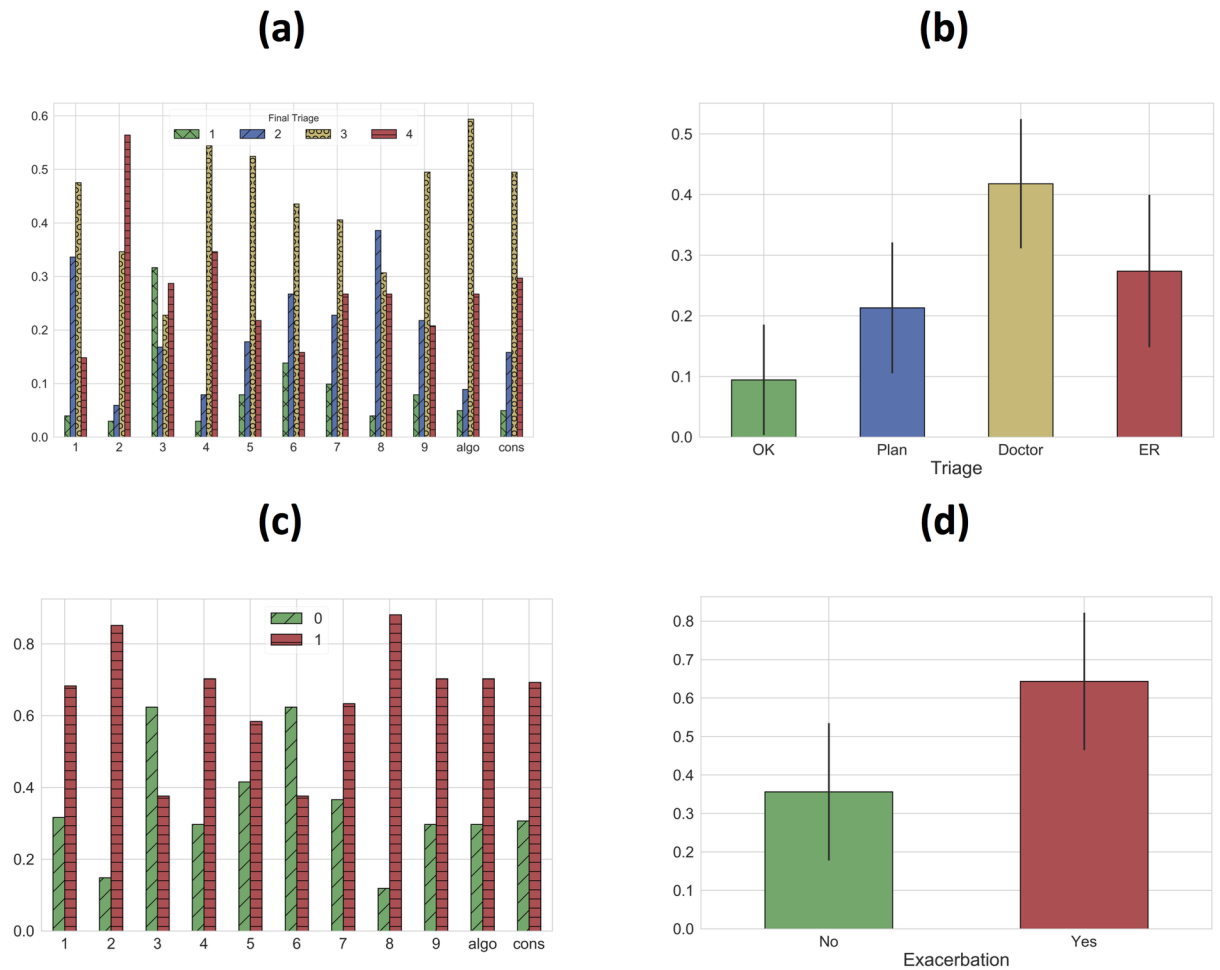 (a)
Final Triage
1 2 3 4
0.6
0.5
0.4
0.3
0.2
0.1
0.0
1 2 3 4 5 6 7 8 9 algo cons
(b)
0.5
0.4
0.3
0.2
0.1
0.0
OK Plan Doctor ER
Triage
(c)
0
1
0.8
0.6
0.4
0.2
0.0
1 2 3 4 5 6 7 8 9 algo cons
(d)
0.8
0.7
0.6
0.5
0.4
0.3
0.2
0.1
0.0
No Yes
Exacerbation